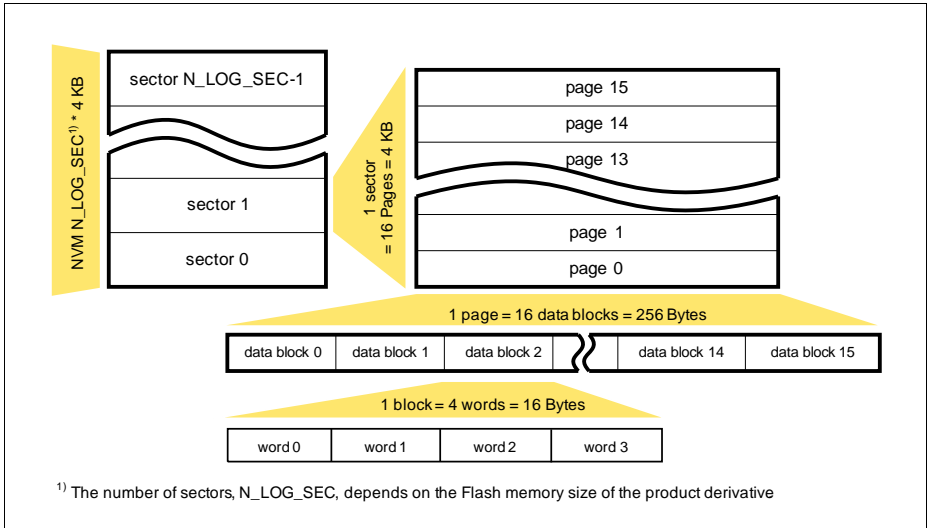 NVM N_LOG_SEC1) * 4 KB
sector N_LOG_SEC-1
sector 1
sector 0
1 sector
= 16 Pages = 4 KB
page 15
page 14
page 13
page 1
page 0
1 page = 16 data blocks = 256 Bytes
data block 0 data block 1 data block 2 data block 14 data block 15
1 block = 4 words = 16 Bytes
word 0 word 1 word 2 word 3
1) The number of sectors, N_LOG_SEC, depends on the Flash memory size of the product derivative